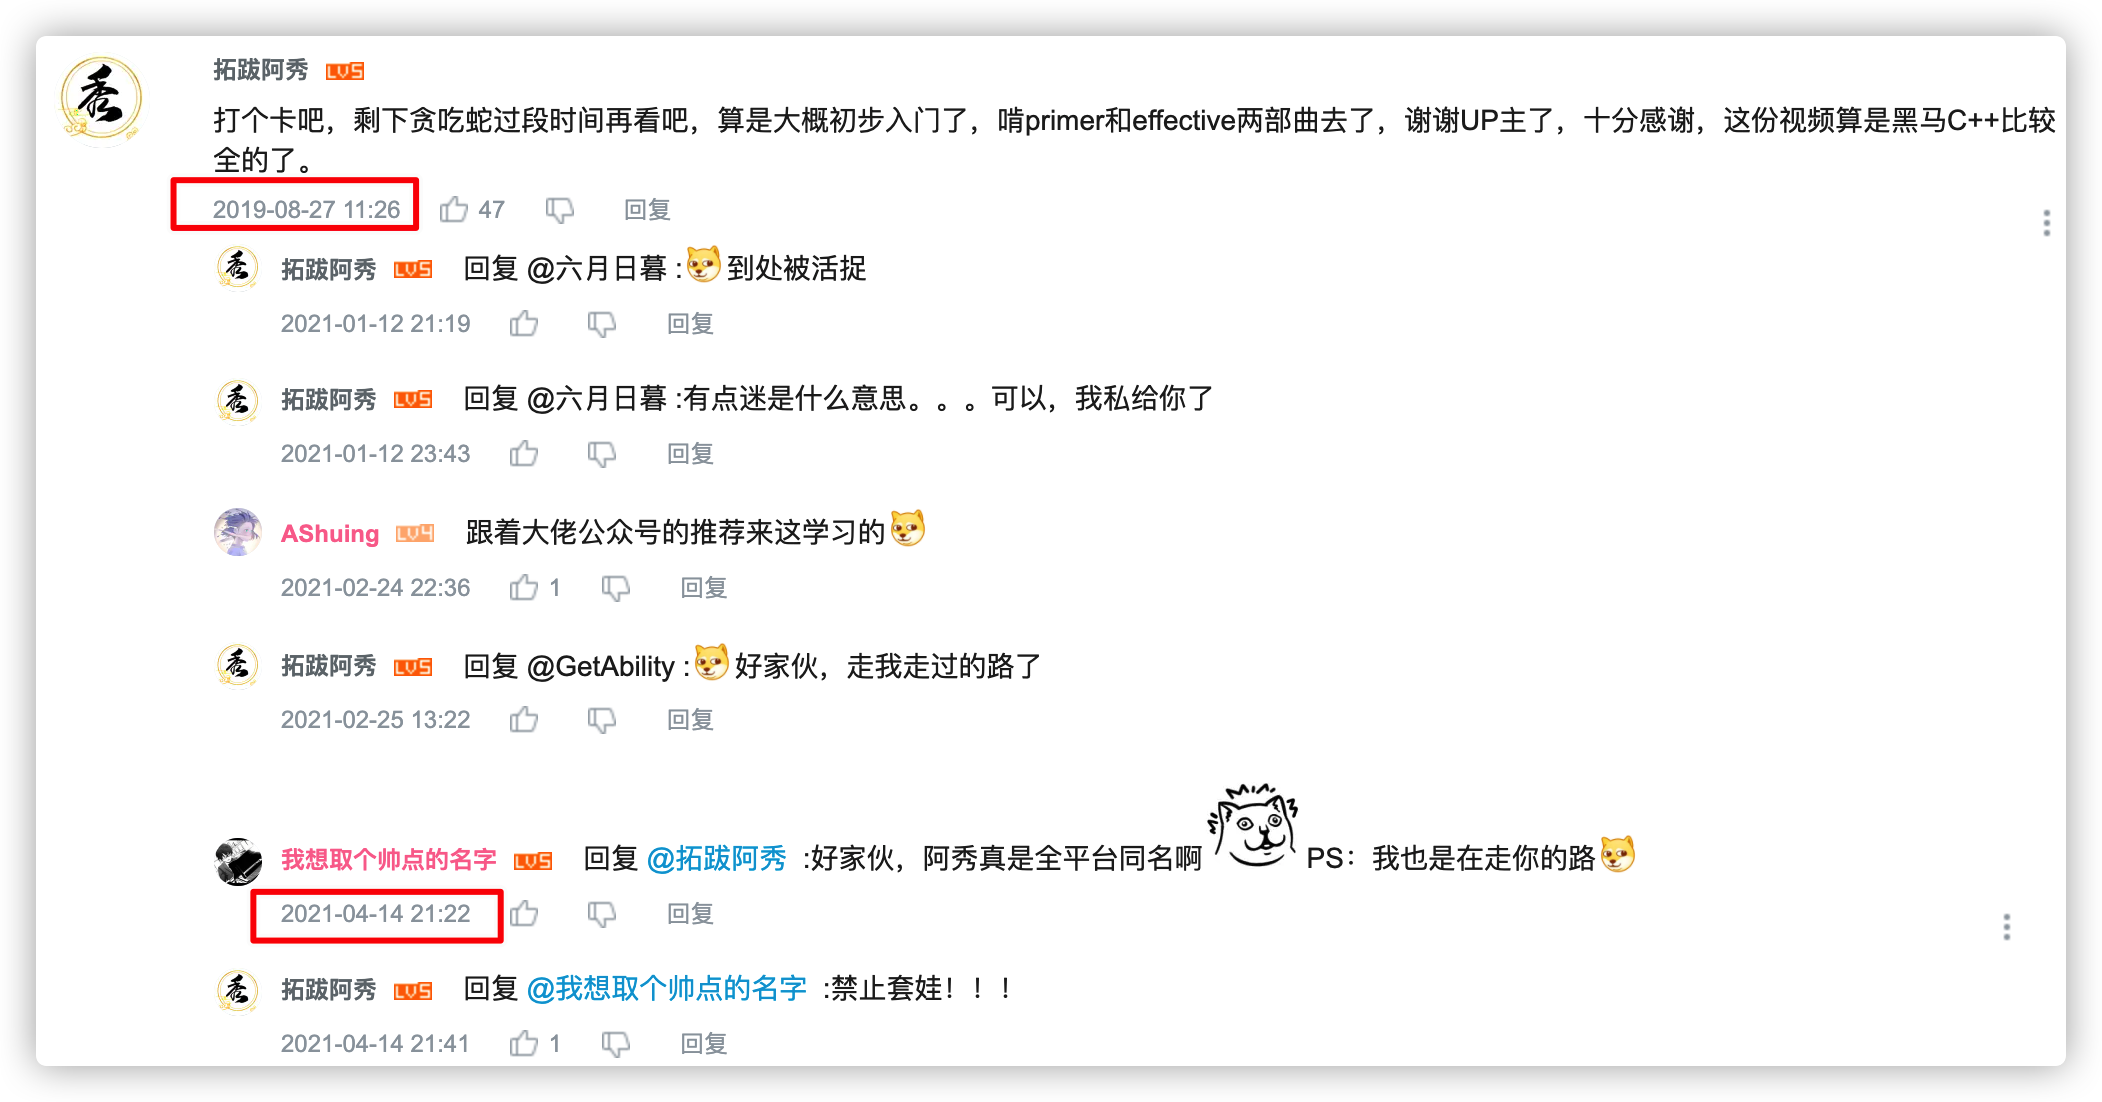 秀
拓跋阿秀 LV5
打个卡吧，剩下贪吃蛇过段时间再看吧，算是大概初步入门了，啃primer和effective两部曲去了，谢谢UP主了，十分感谢，这份视频算是黑马C++比较
全的了。
2019-08-27 11:26 47 回复
秀 拓跋阿秀 LV5 回复 @六月日暮 :到处被活捉
2021-01-12 21:19 回复
秀 拓跋阿秀 LV5 回复 @六月日暮 :有点迷是什么意思。。。可以，我私给你了
2021-01-12 23:43 回复
AShuing LV4 跟着大佬公众号的推荐来这学习的
2021-02-24 22:36 1 回复
秀 拓跋阿秀 LV5 回复 @GetAbility :好家伙，走我走过的路了
2021-02-25 13:22 回复
我想取个帅点的名字 LV5 回复 @拓跋阿秀 :好家伙，阿秀真是全平台同名啊 PS：我也是在走你的路
2021-04-14 21:22 回复
秀 拓跋阿秀 LV5 回复 @我想取个帅点的名字 :禁止套娃！！！
2021-04-14 21:41 1 回复